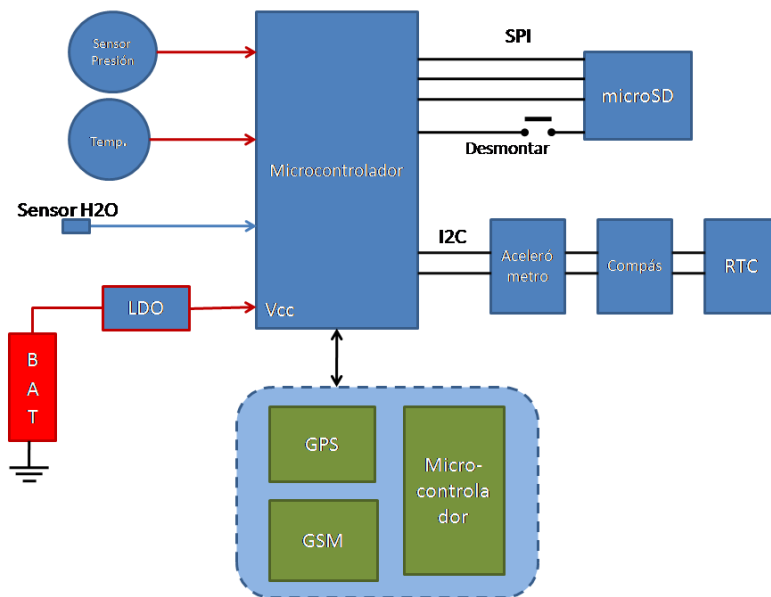 Sensor
Presión
SPI
microSD
Temp.
Desmontar
Microcontrolador
Sensor H2O
I2C
Aceleró
metro
Compás
RTC
LDO
Vcc
B
A
T
GPS
Micro-
controla
dor
GSM